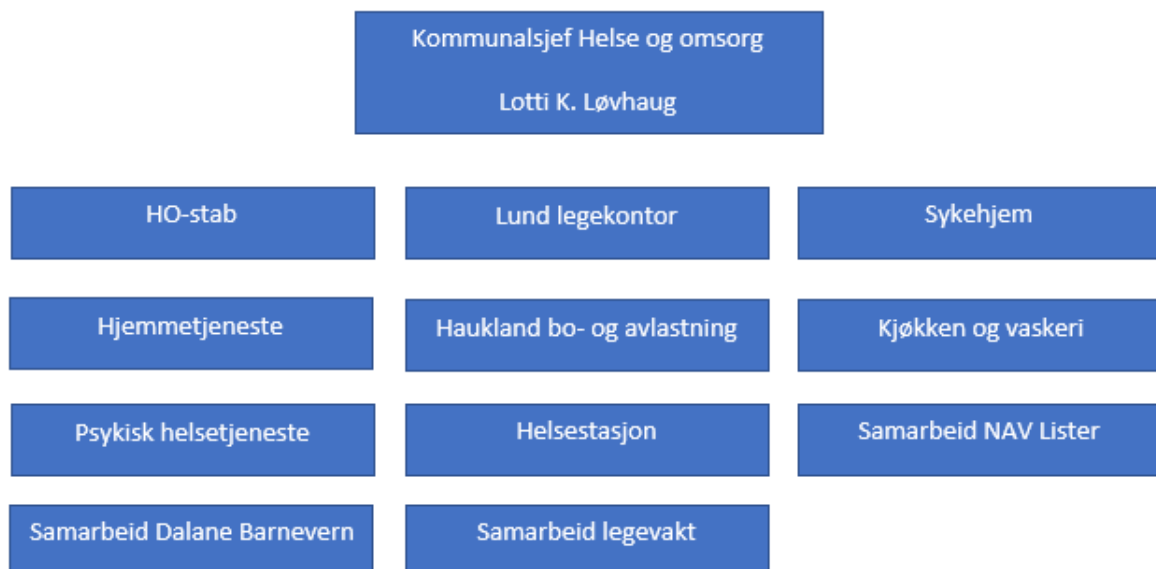 Kommunalsjef Helse og omsorg
Lotti K. Løvhaug
HO-stab
Lund legekontor
Sykehjem
Hjemmetjeneste
Haukland bo- og avlastning
Kjøkken og vaskeri
Psykisk helsetjeneste
Helsestasjon
Samarbeid NAV Lister
Samarbeid Dalane Barnevern
Samarbeid legevakt